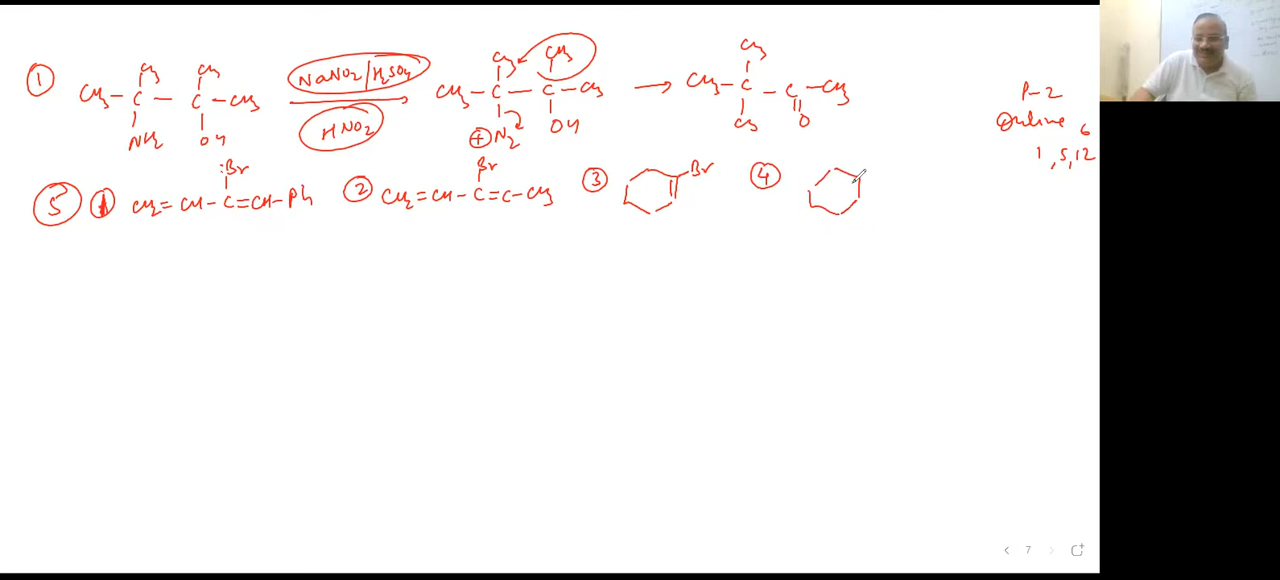 ① CH₃ – C – C – CH₃ NaNO₂/H₂SO₄ CH₃ – C – C – CH₃ → CH₃ – C – C – CH₃
CH₃ CH₃ CH₃ CH₃ CH₃
NH₂ OH HNO₂ ⊕N₂ OH CH₃ O
P-2
Online 6
1, 5, 12
⑤ ① CH₂ = CH – C = CH – Ph ② CH₂ = CH – C = C – CH₃ ③ Br ④
:Br Br
7